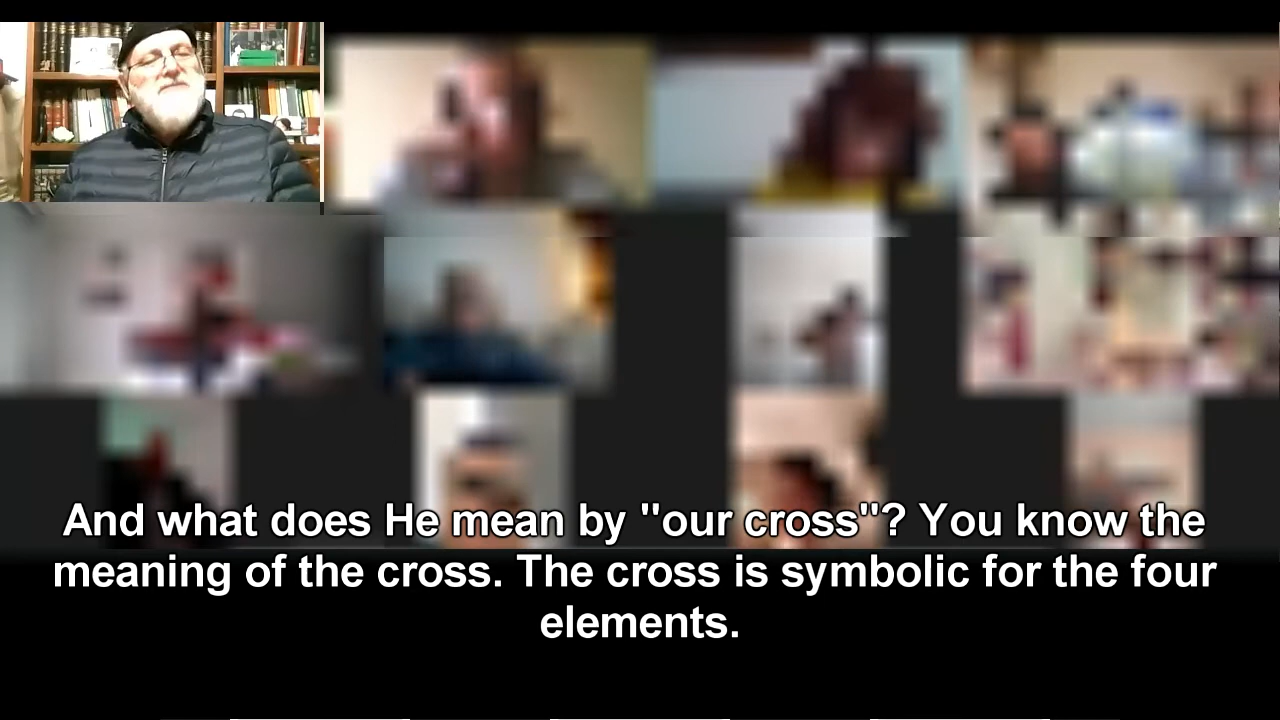 And what does He mean by "our cross"? You know the
meaning of the cross. The cross is symbolic for the four
elements.